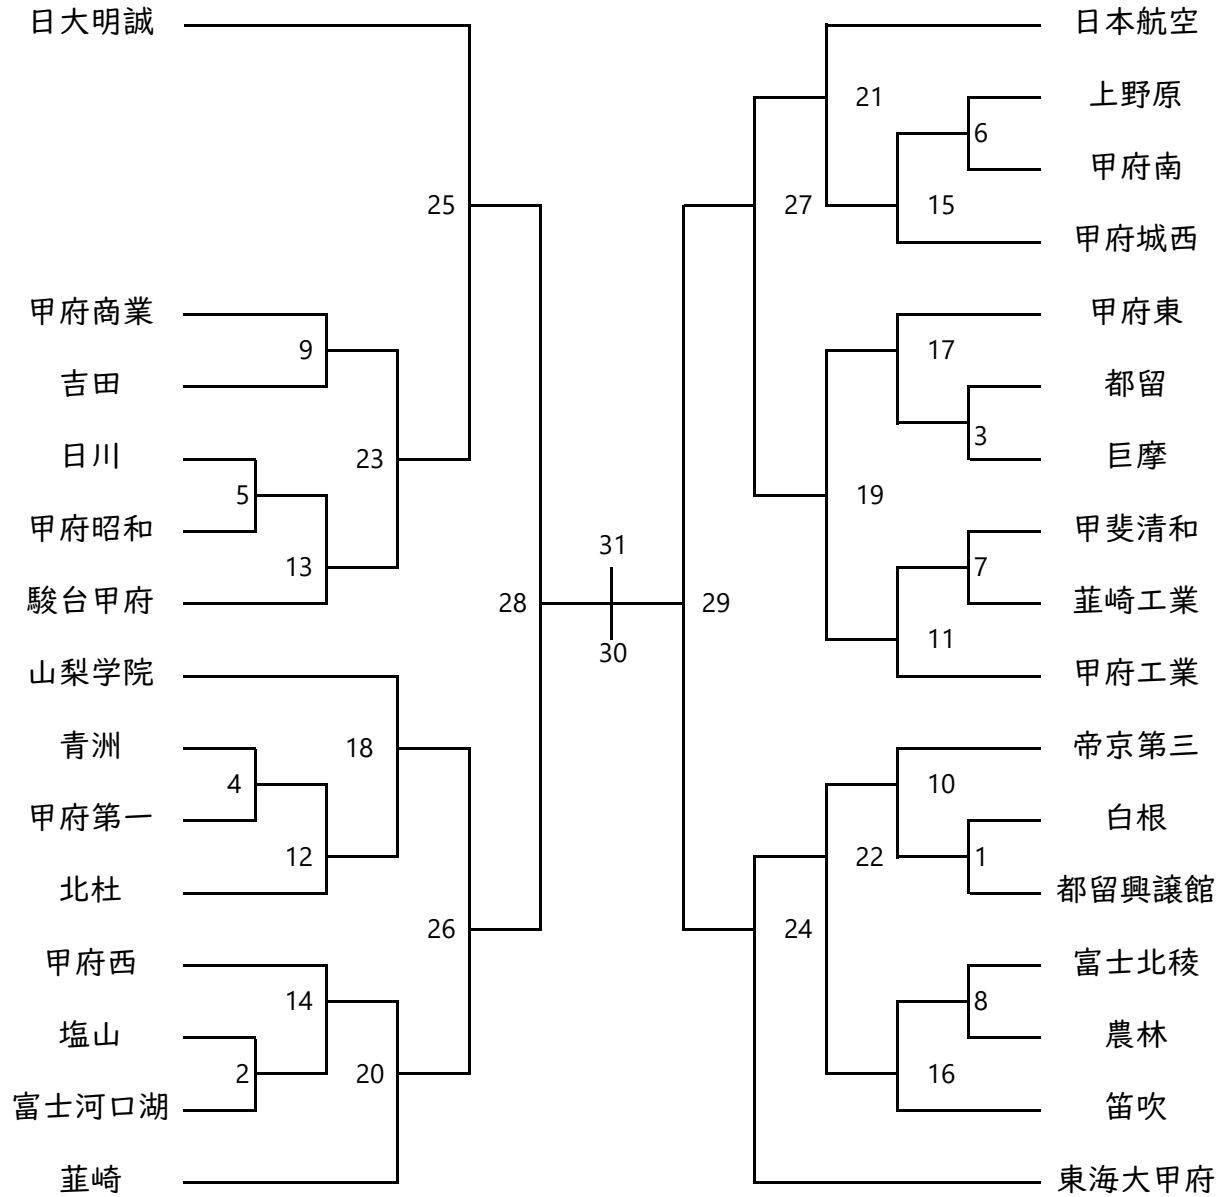 日大明誠
甲府商業
吉田
日川
甲府昭和
駿台甲府
山梨学院
青洲
甲府第一
北杜
甲府西
塩山
富士河口湖
韮崎
25
9
23
5
13
28
18
4
12
26
14
2
20
31
30
29
21
6
27
15
17
3
19
7
11
10
22
1
24
8
16
日本航空
上野原
甲府南
甲府城西
甲府東
都留
巨摩
甲斐清和
韮崎工業
甲府工業
帝京第三
白根
都留興譲館
富士北稜
農林
笛吹
東海大甲府